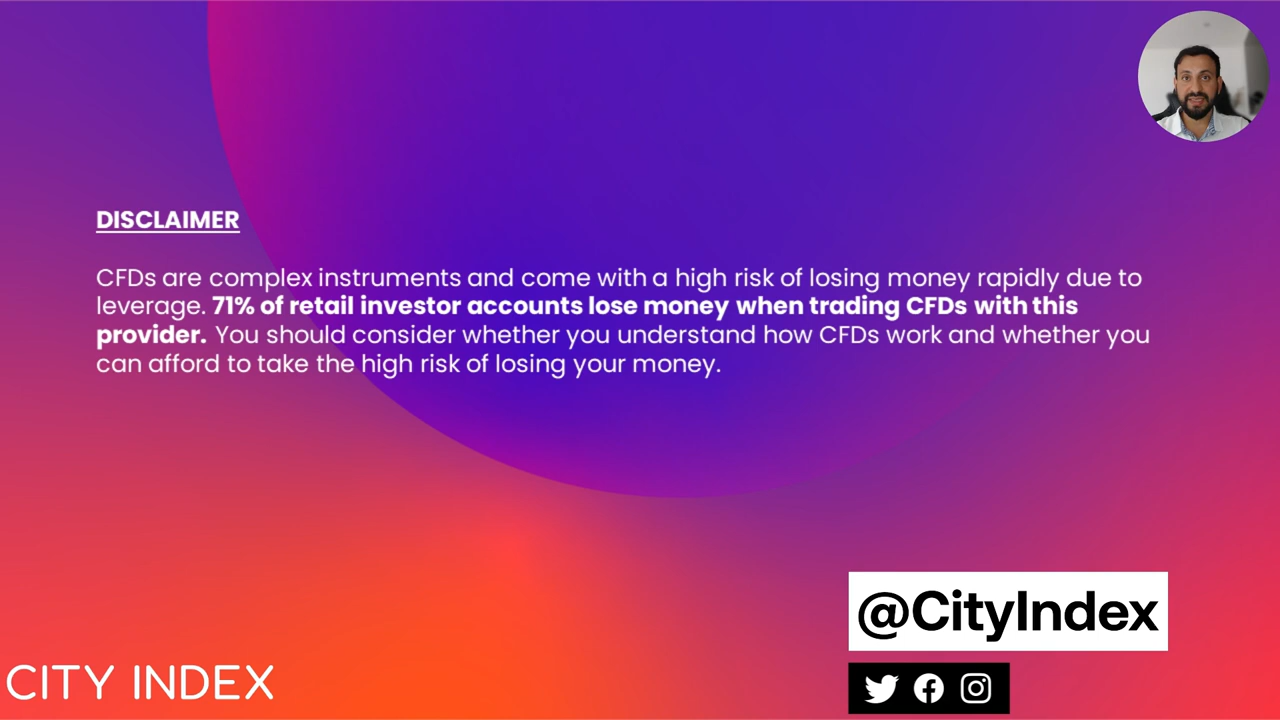 DISCLAIMER
CFDs are complex instruments and come with a high risk of losing money rapidly due to
leverage. 71% of retail investor accounts lose money when trading CFDs with this
provider. You should consider whether you understand how CFDs work and whether you
can afford to take the high risk of losing your money.
@CityIndex
CITY INDEX